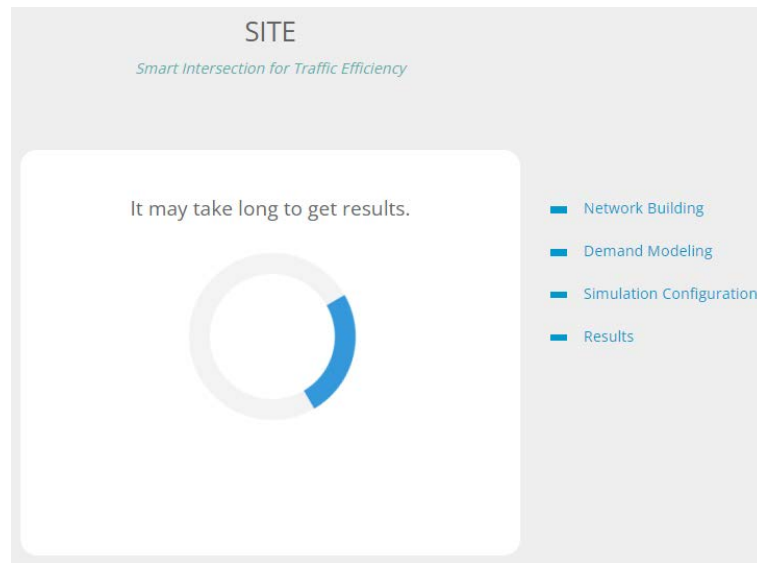 SITE
Smart Intersection for Traffic Efficiency
It may take long to get results.
Network Building
Demand Modeling
Simulation Configuration
Results